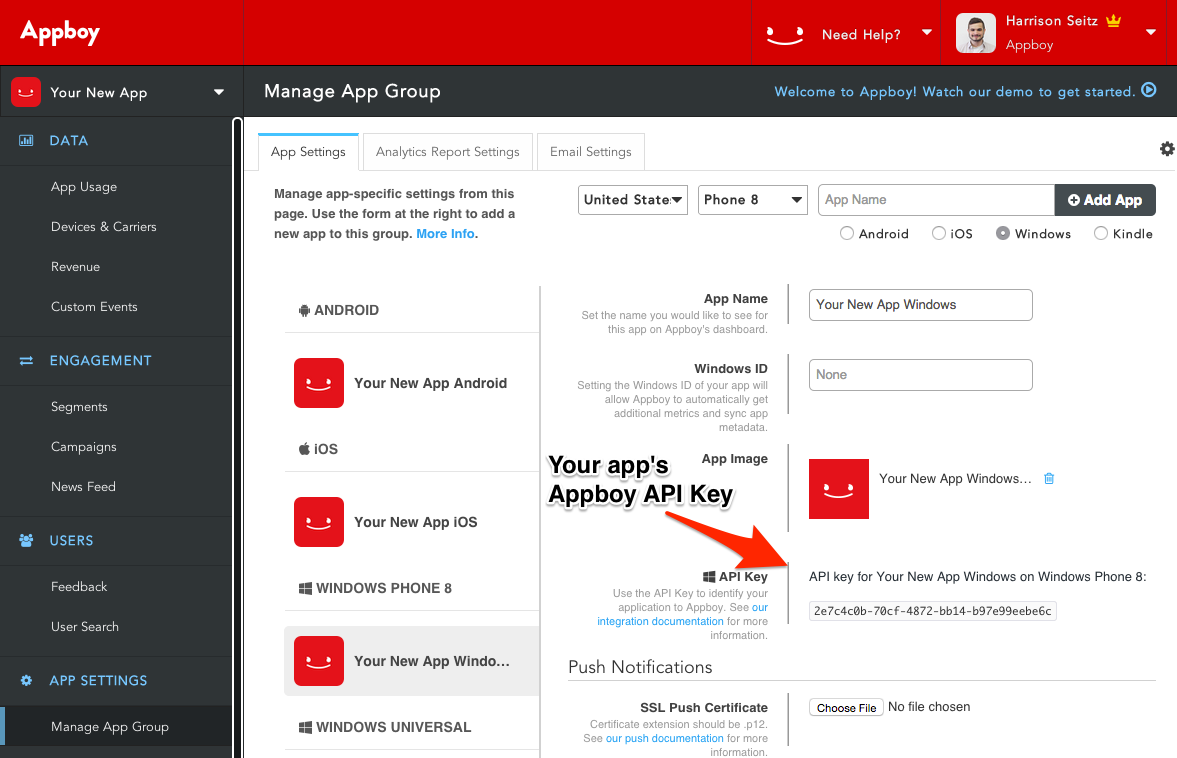 Appboy
Need Help?
Harrison Seitz
Appboy
Your New App
Manage App Group
Welcome to Appboy! Watch our demo to get started.
DATA
App Usage
Devices & Carriers
Revenue
Custom Events
ENGAGEMENT
Segments
Campaigns
News Feed
USERS
Feedback
User Search
APP SETTINGS
Manage App Group
App Settings
Analytics Report Settings
Email Settings
Manage app-specific settings from this
page. Use the form at the right to add a
new app to this group. More Info.
United State
Phone 8
App Name
Add App
Android
iOS
Windows
Kindle
ANDROID
Your New App Android
iOS
Your New App iOS
WINDOWS PHONE 8
Your New App Windo...
WINDOWS UNIVERSAL
App Name
Set the name you would like to see for
this app on Appboy's dashboard.
Your New App Windows
Windows ID
Setting the Windows ID of your app will
allow Appboy to automatically get
additional metrics and sync app
metadata.
None
App Image
Your New App Windows...
Your app's
Appboy API Key
API Key
Use the API Key to identify your
application to Appboy. See our
integration documentation for more
information.
API key for Your New App Windows on Windows Phone 8:
2e7c4c0b-70cf-4872-bb14-b97e99eebe6c
Push Notifications
SSL Push Certificate
Certificate extension should be .p12.
See our push documentation for more
information.
Choose File
No file chosen